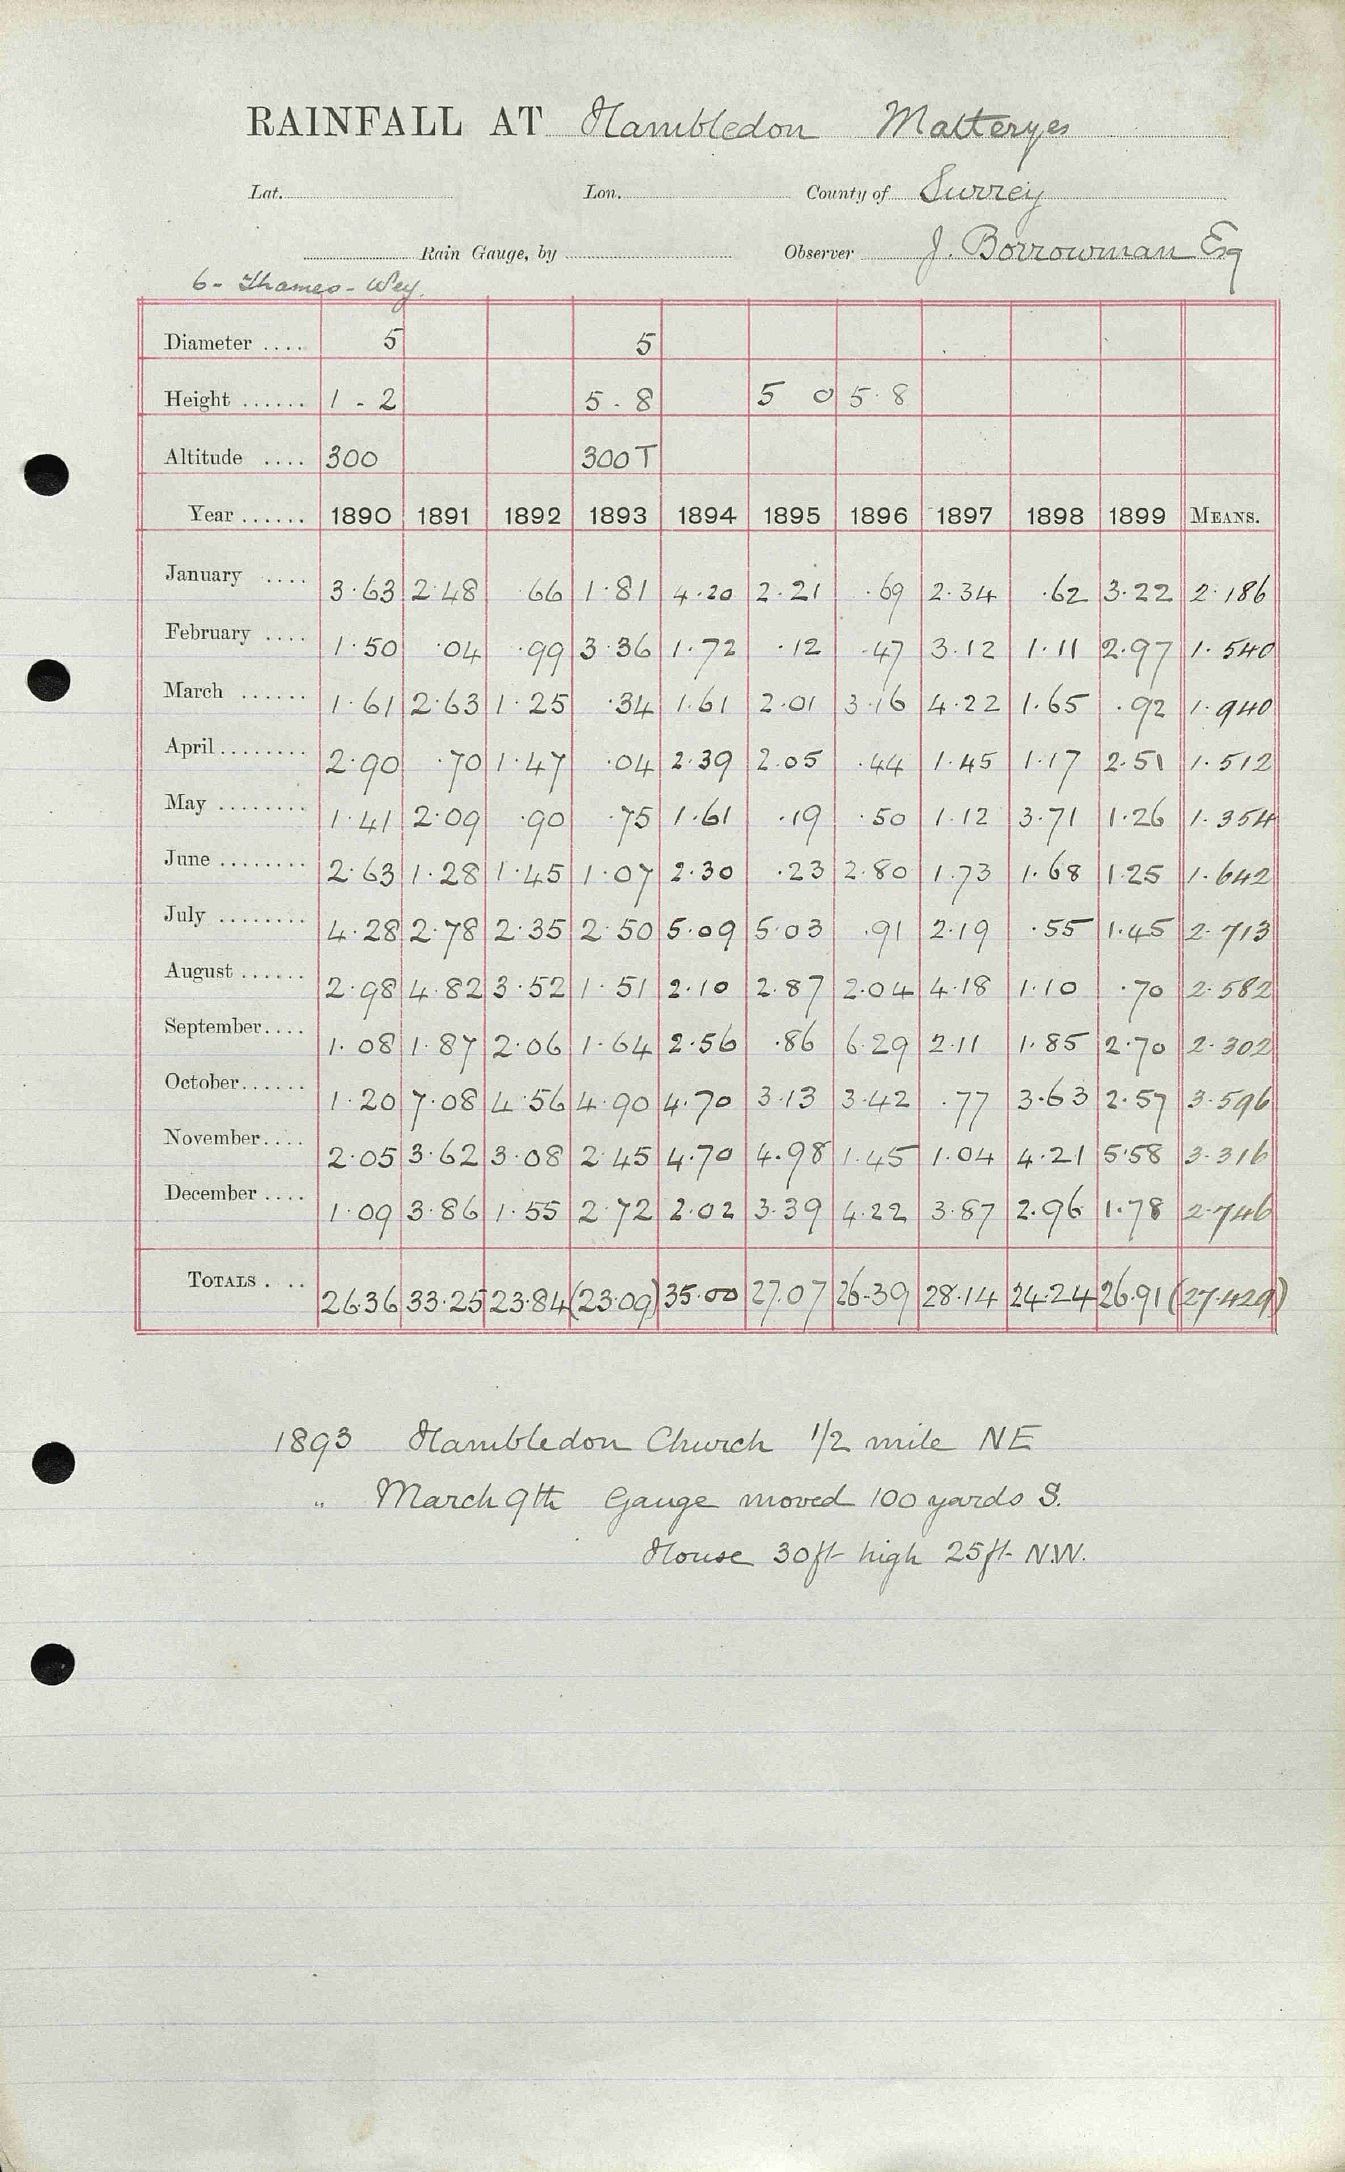 RAINFALL AT Hambledon Malteryes
Lat. Lon. County of Surrey
Rain Gauge, by Observer J. Borrowman Esq
6 - Thames - Wey.
Diameter .... 5 5
Height ...... 1 - 2 5 - 8 5 0 5·8
Altitude .... 300 300T
Year ...... 1890 1891 1892 1893 1894 1895 1896 1897 1898 1899 MEANS.
January .... 3·63 2·48 ·66 1·81 4·20 2·21 ·69 2·34 ·62 3·22 2·186
February .... 1·50 ·04 ·99 3·36 1·72 ·12 ·47 3·12 1·11 2·97 1·540
March ...... 1·61 2·63 1·25 ·34 1·61 2·01 3·16 4·22 1·65 ·92 1·940
April ........ 2·90 ·70 1·47 ·04 2·39 2·05 ·44 1·45 1·17 2·51 1·512
May ........ 1·41 2·09 ·90 ·75 1·61 ·19 ·50 1·12 3·71 1·26 1·354
June ........ 2·63 1·28 1·45 1·07 2·30 ·23 2·80 1·73 1·68 1·25 1·642
July ........ 4·28 2·78 2·35 2·50 5·09 5·03 ·91 2·19 ·55 1·45 2·713
August ...... 2·98 4·82 3·52 1·51 2·10 2·87 2·04 4·18 1·10 ·70 2·582
September.... 1·08 1·87 2·06 1·64 2·56 ·86 6·29 2·11 1·85 2·70 2·302
October...... 1·20 7·08 4·56 4·90 4·70 3·13 3·42 ·77 3·63 2·57 3·596
November.... 2·05 3·62 3·08 2·45 4·70 4·98 1·45 1·04 4·21 5·58 3·316
December .... 1·09 3·86 1·55 2·72 2·02 3·39 4·22 3·87 2·96 1·78 2·746
TOTALS . .. 26·36 33·25 23·84 (23·09) 35·00 27·07 26·39 28·14 24·24 26·91 (27·429)
1893 Hambledon Church 1/2 mile NE
" March 9th Gauge moved 100 yards S.
House 30ft high 25ft N.W.